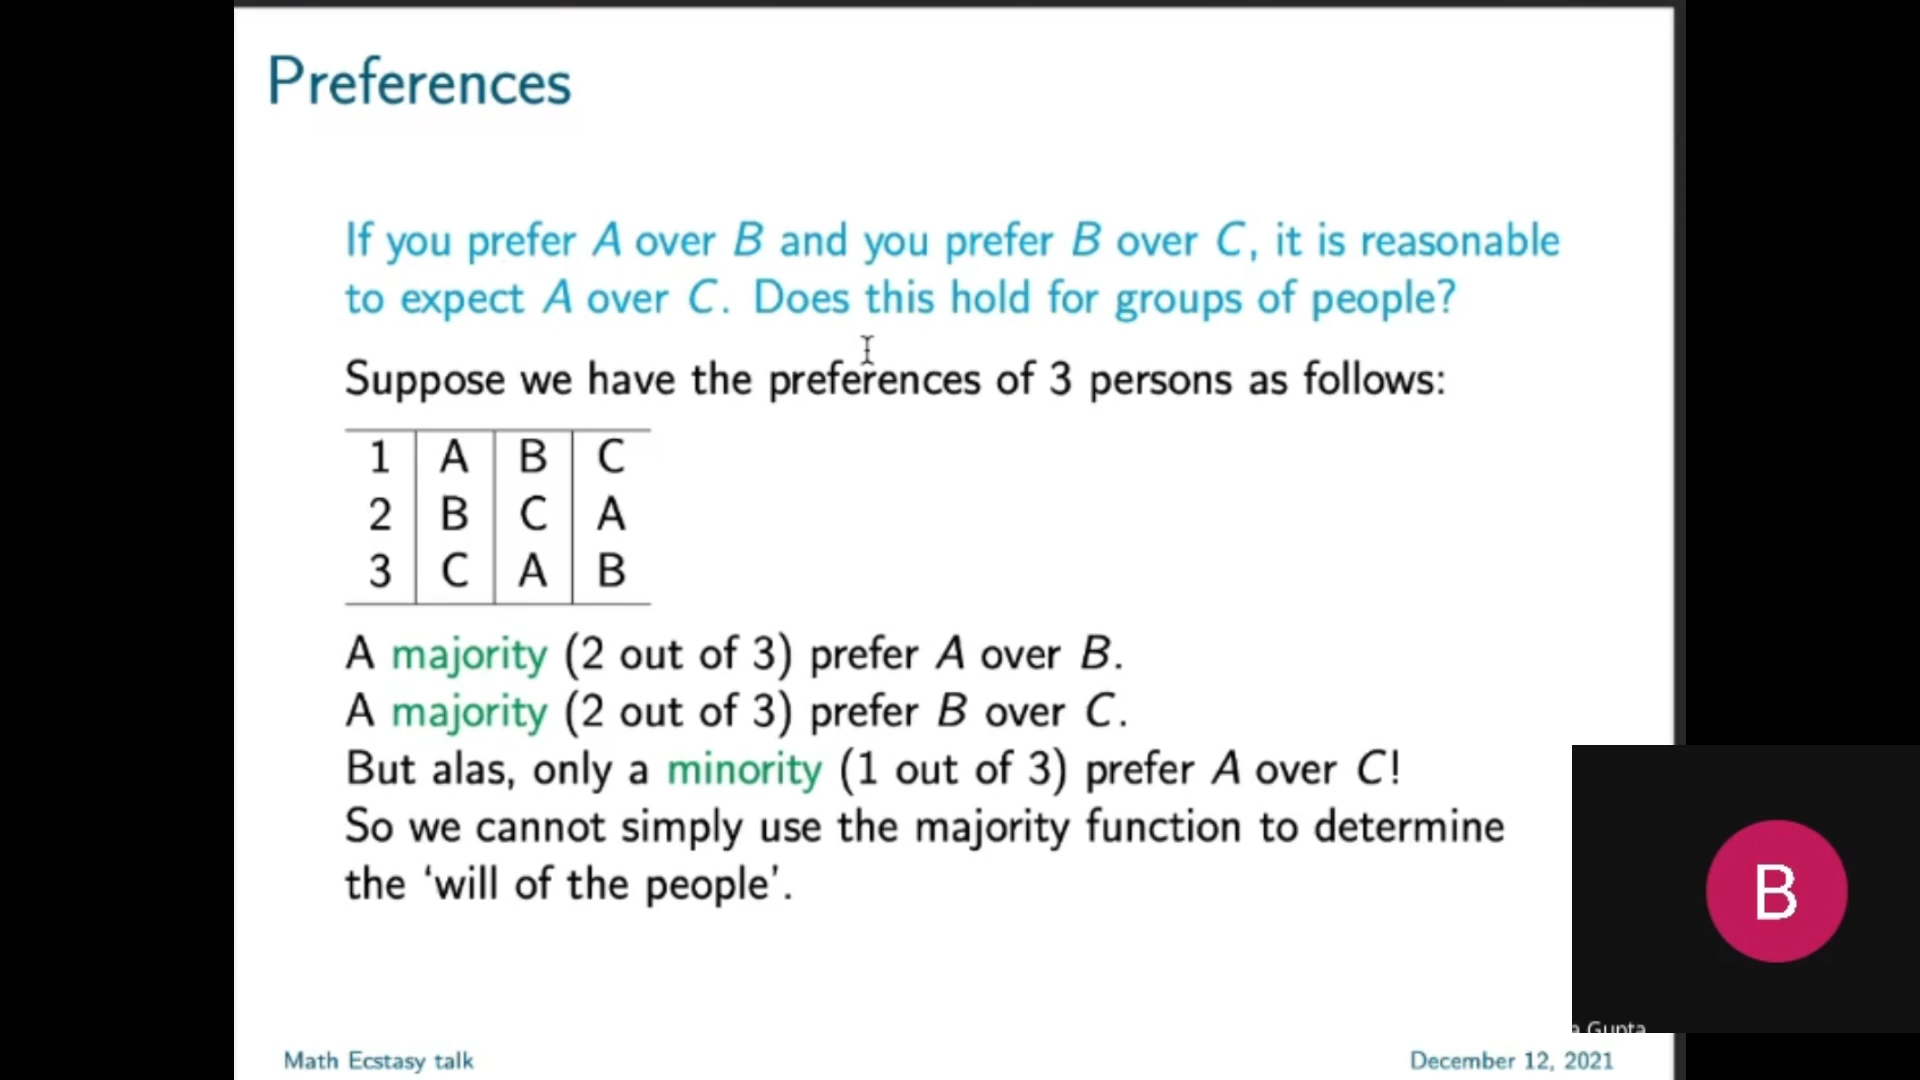 Preferences
If you prefer A over B and you prefer B over C, it is reasonable
to expect A over C. Does this hold for groups of people?
Suppose we have the preferences of 3 persons as follows:
1 A B C
2 B C A
3 C A B
A majority (2 out of 3) prefer A over B.
A majority (2 out of 3) prefer B over C.
But alas, only a minority (1 out of 3) prefer A over C!
So we cannot simply use the majority function to determine
the ‘will of the people’.
B
Gupta
Math Ecstasy talk
December 12, 2021